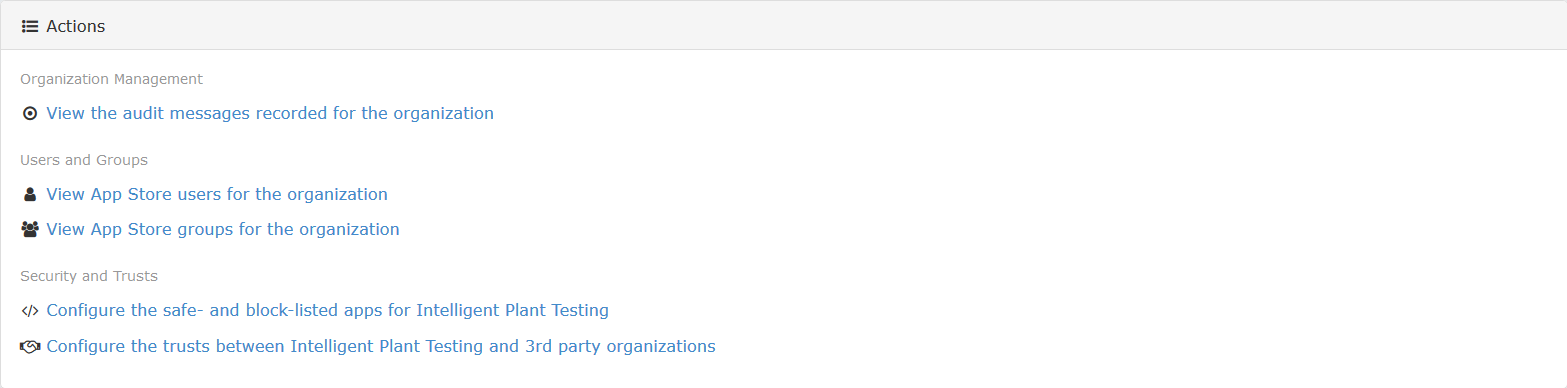 Actions
Organization Management
View the audit messages recorded for the organization
Users and Groups
View App Store users for the organization
View App Store groups for the organization
Security and Trusts
Configure the safe- and block-listed apps for Intelligent Plant Testing
Configure the trusts between Intelligent Plant Testing and 3rd party organizations